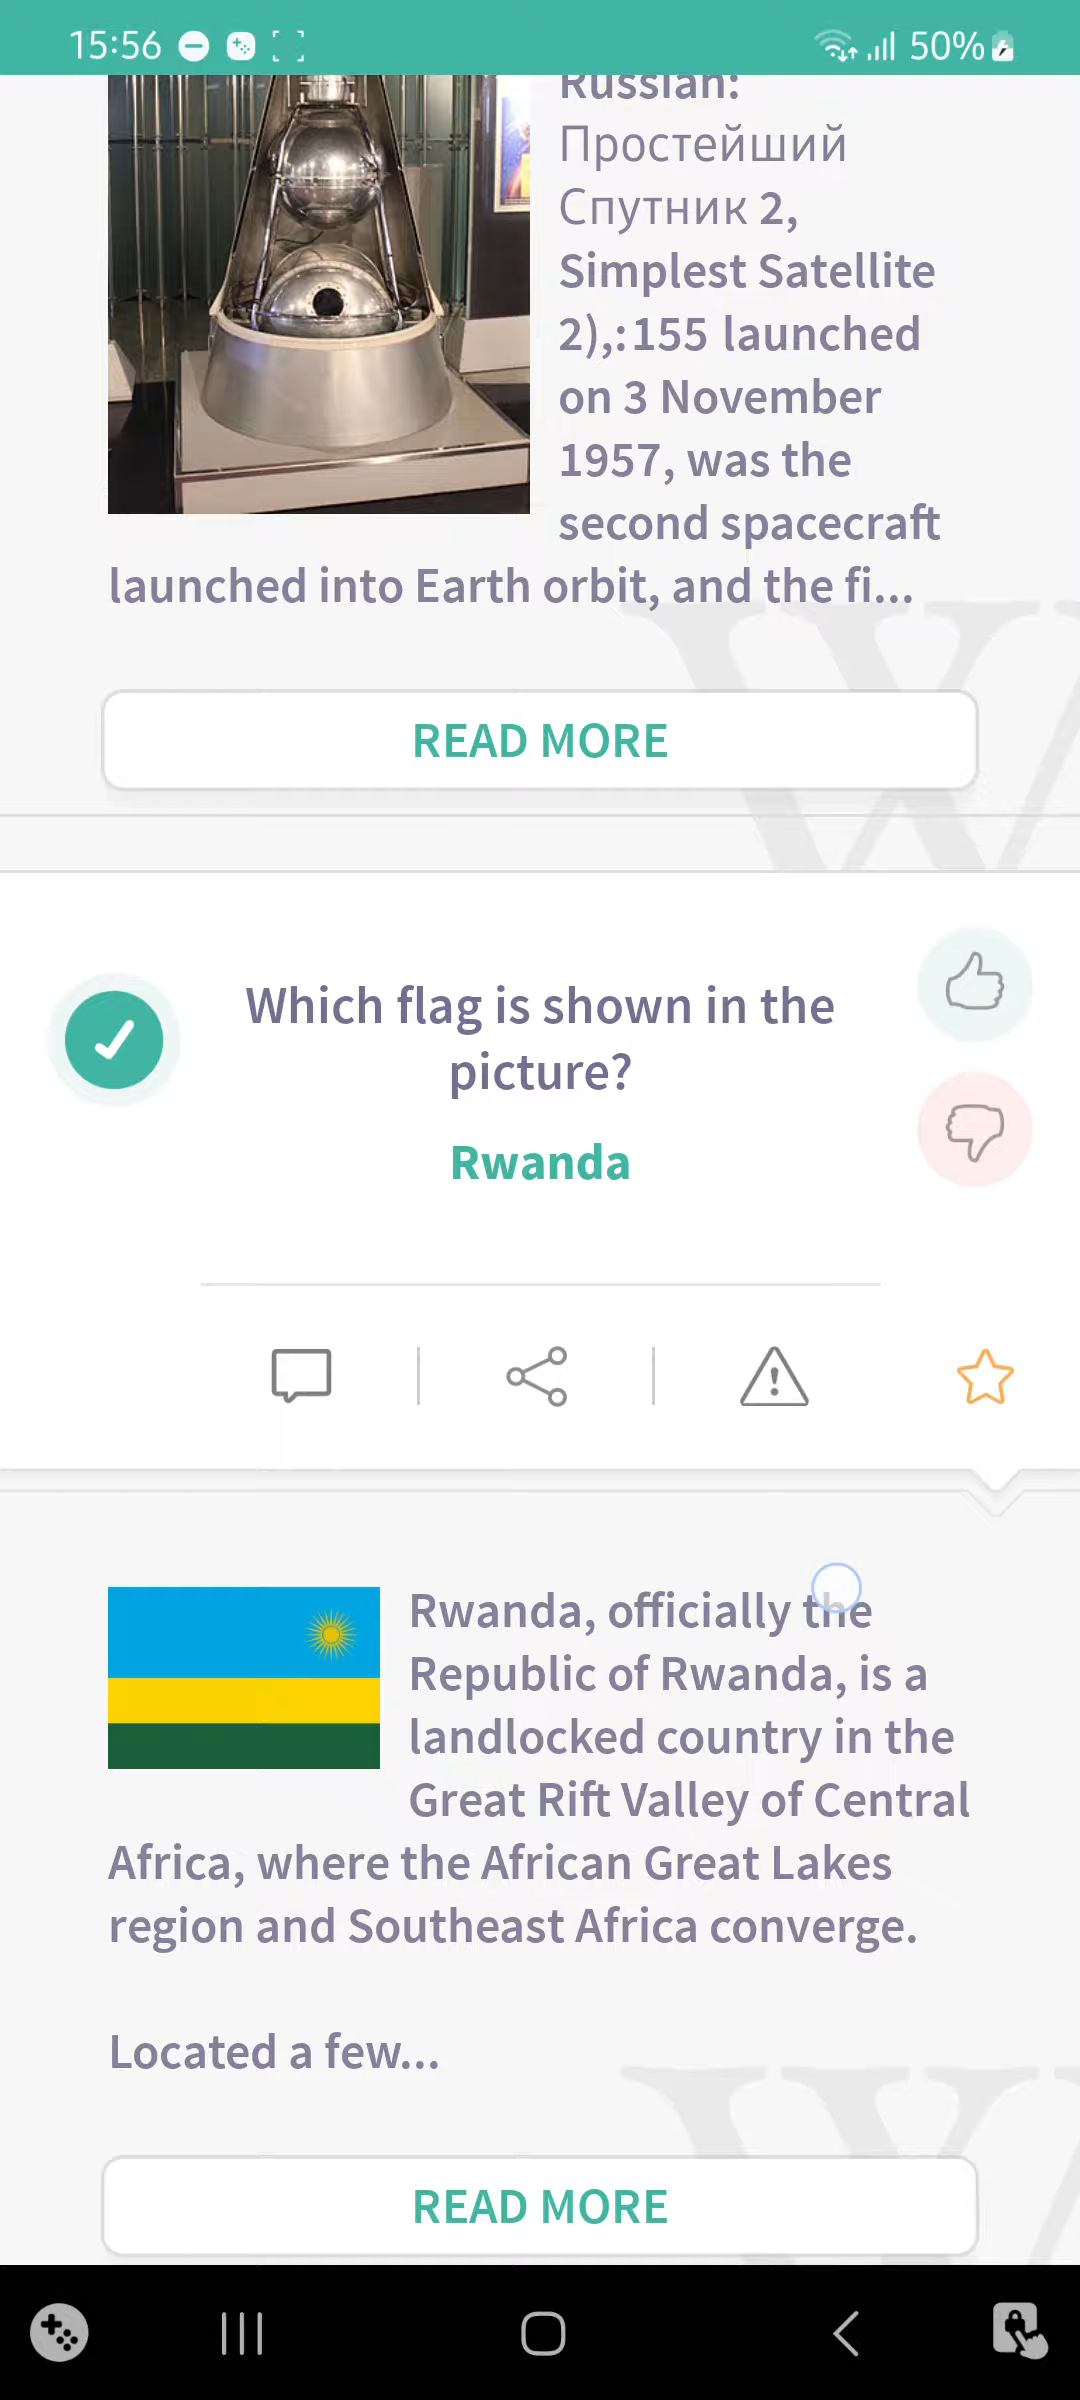 15:56
50%
Russian:
Простейший
Спутник 2,
Simplest Satellite
2),:155 launched
on 3 November
1957, was the
second spacecraft
launched into Earth orbit, and the fi...
READ MORE
Which flag is shown in the
picture?
Rwanda
Rwanda, officially the
Republic of Rwanda, is a
landlocked country in the
Great Rift Valley of Central
Africa, where the African Great Lakes
region and Southeast Africa converge.
Located a few...
READ MORE